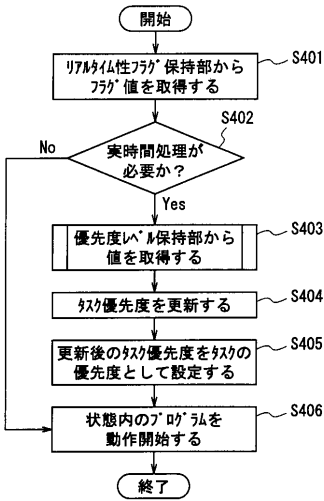 開始
ﾘｱﾙﾀｲﾑ性ﾌﾗｸﾞ保持部から
ﾌﾗｸﾞ値を取得する
S401
S402
実時間処理が
必要か？
No
Yes
優先度ﾚﾍﾞﾙ保持部から
値を取得する
S403
ﾀｽｸ優先度を更新する
S404
更新後のﾀｽｸ優先度をﾀｽｸの
優先度として設定する
S405
状態内のﾌﾟﾛｸﾞﾗﾑを
動作開始する
S406
終了